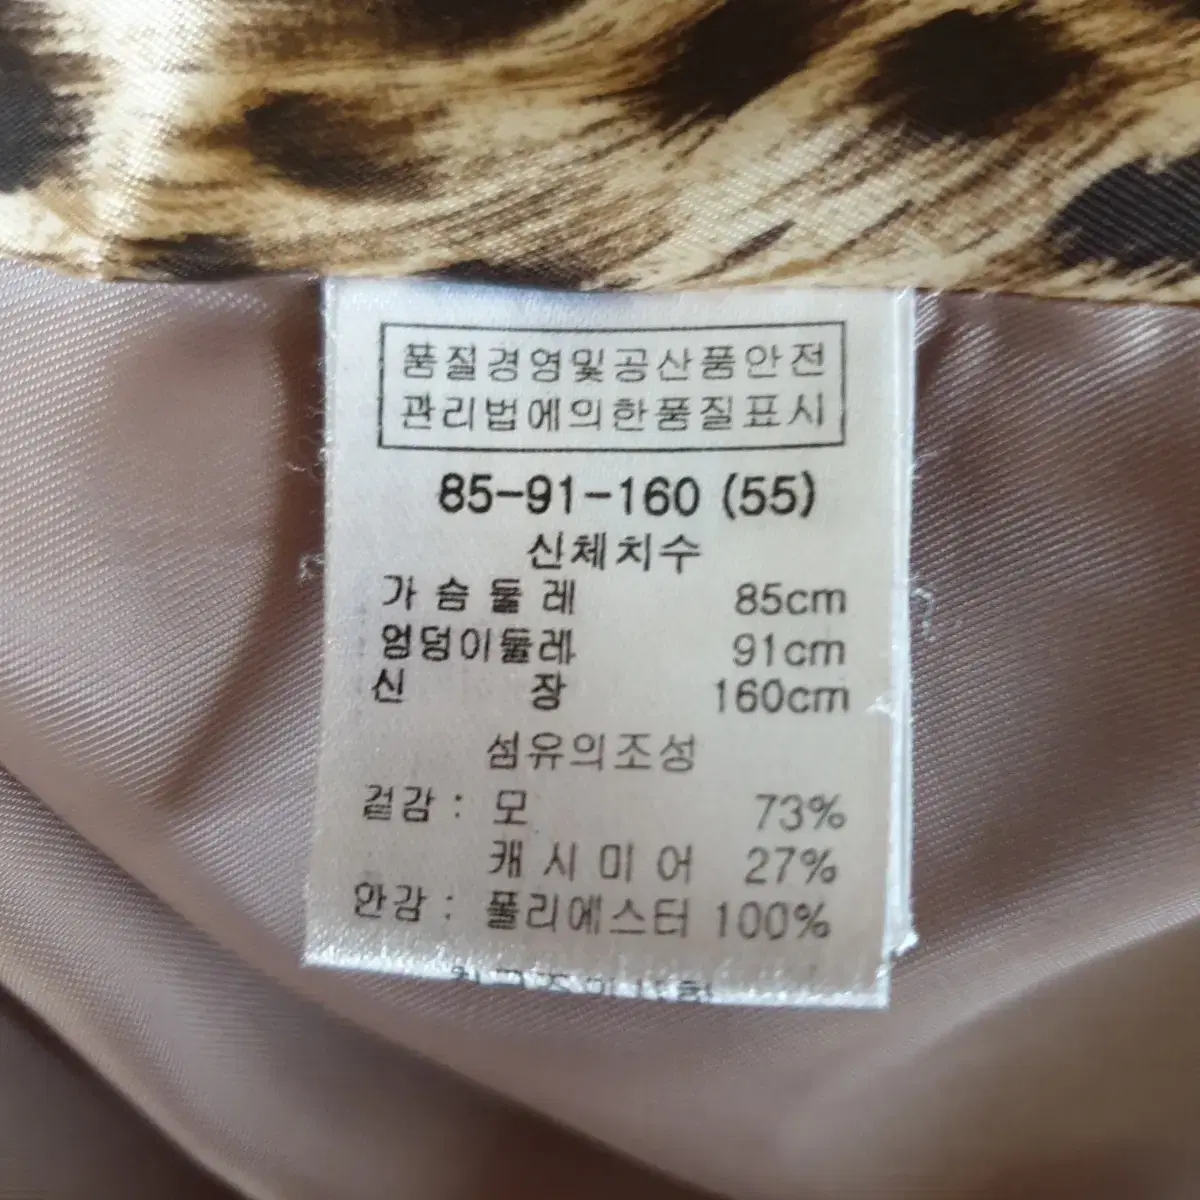 품질경영및공산품안전
관리법에의한품질표시
85-91-160 (55)
신체치수
가 슴 둘 레 85cm
엉덩이둘레 91cm
신 장 160cm
섬유의조성
겉감 : 모 73%
캐 시 미 어 27%
안감 : 폴리에스터 100%